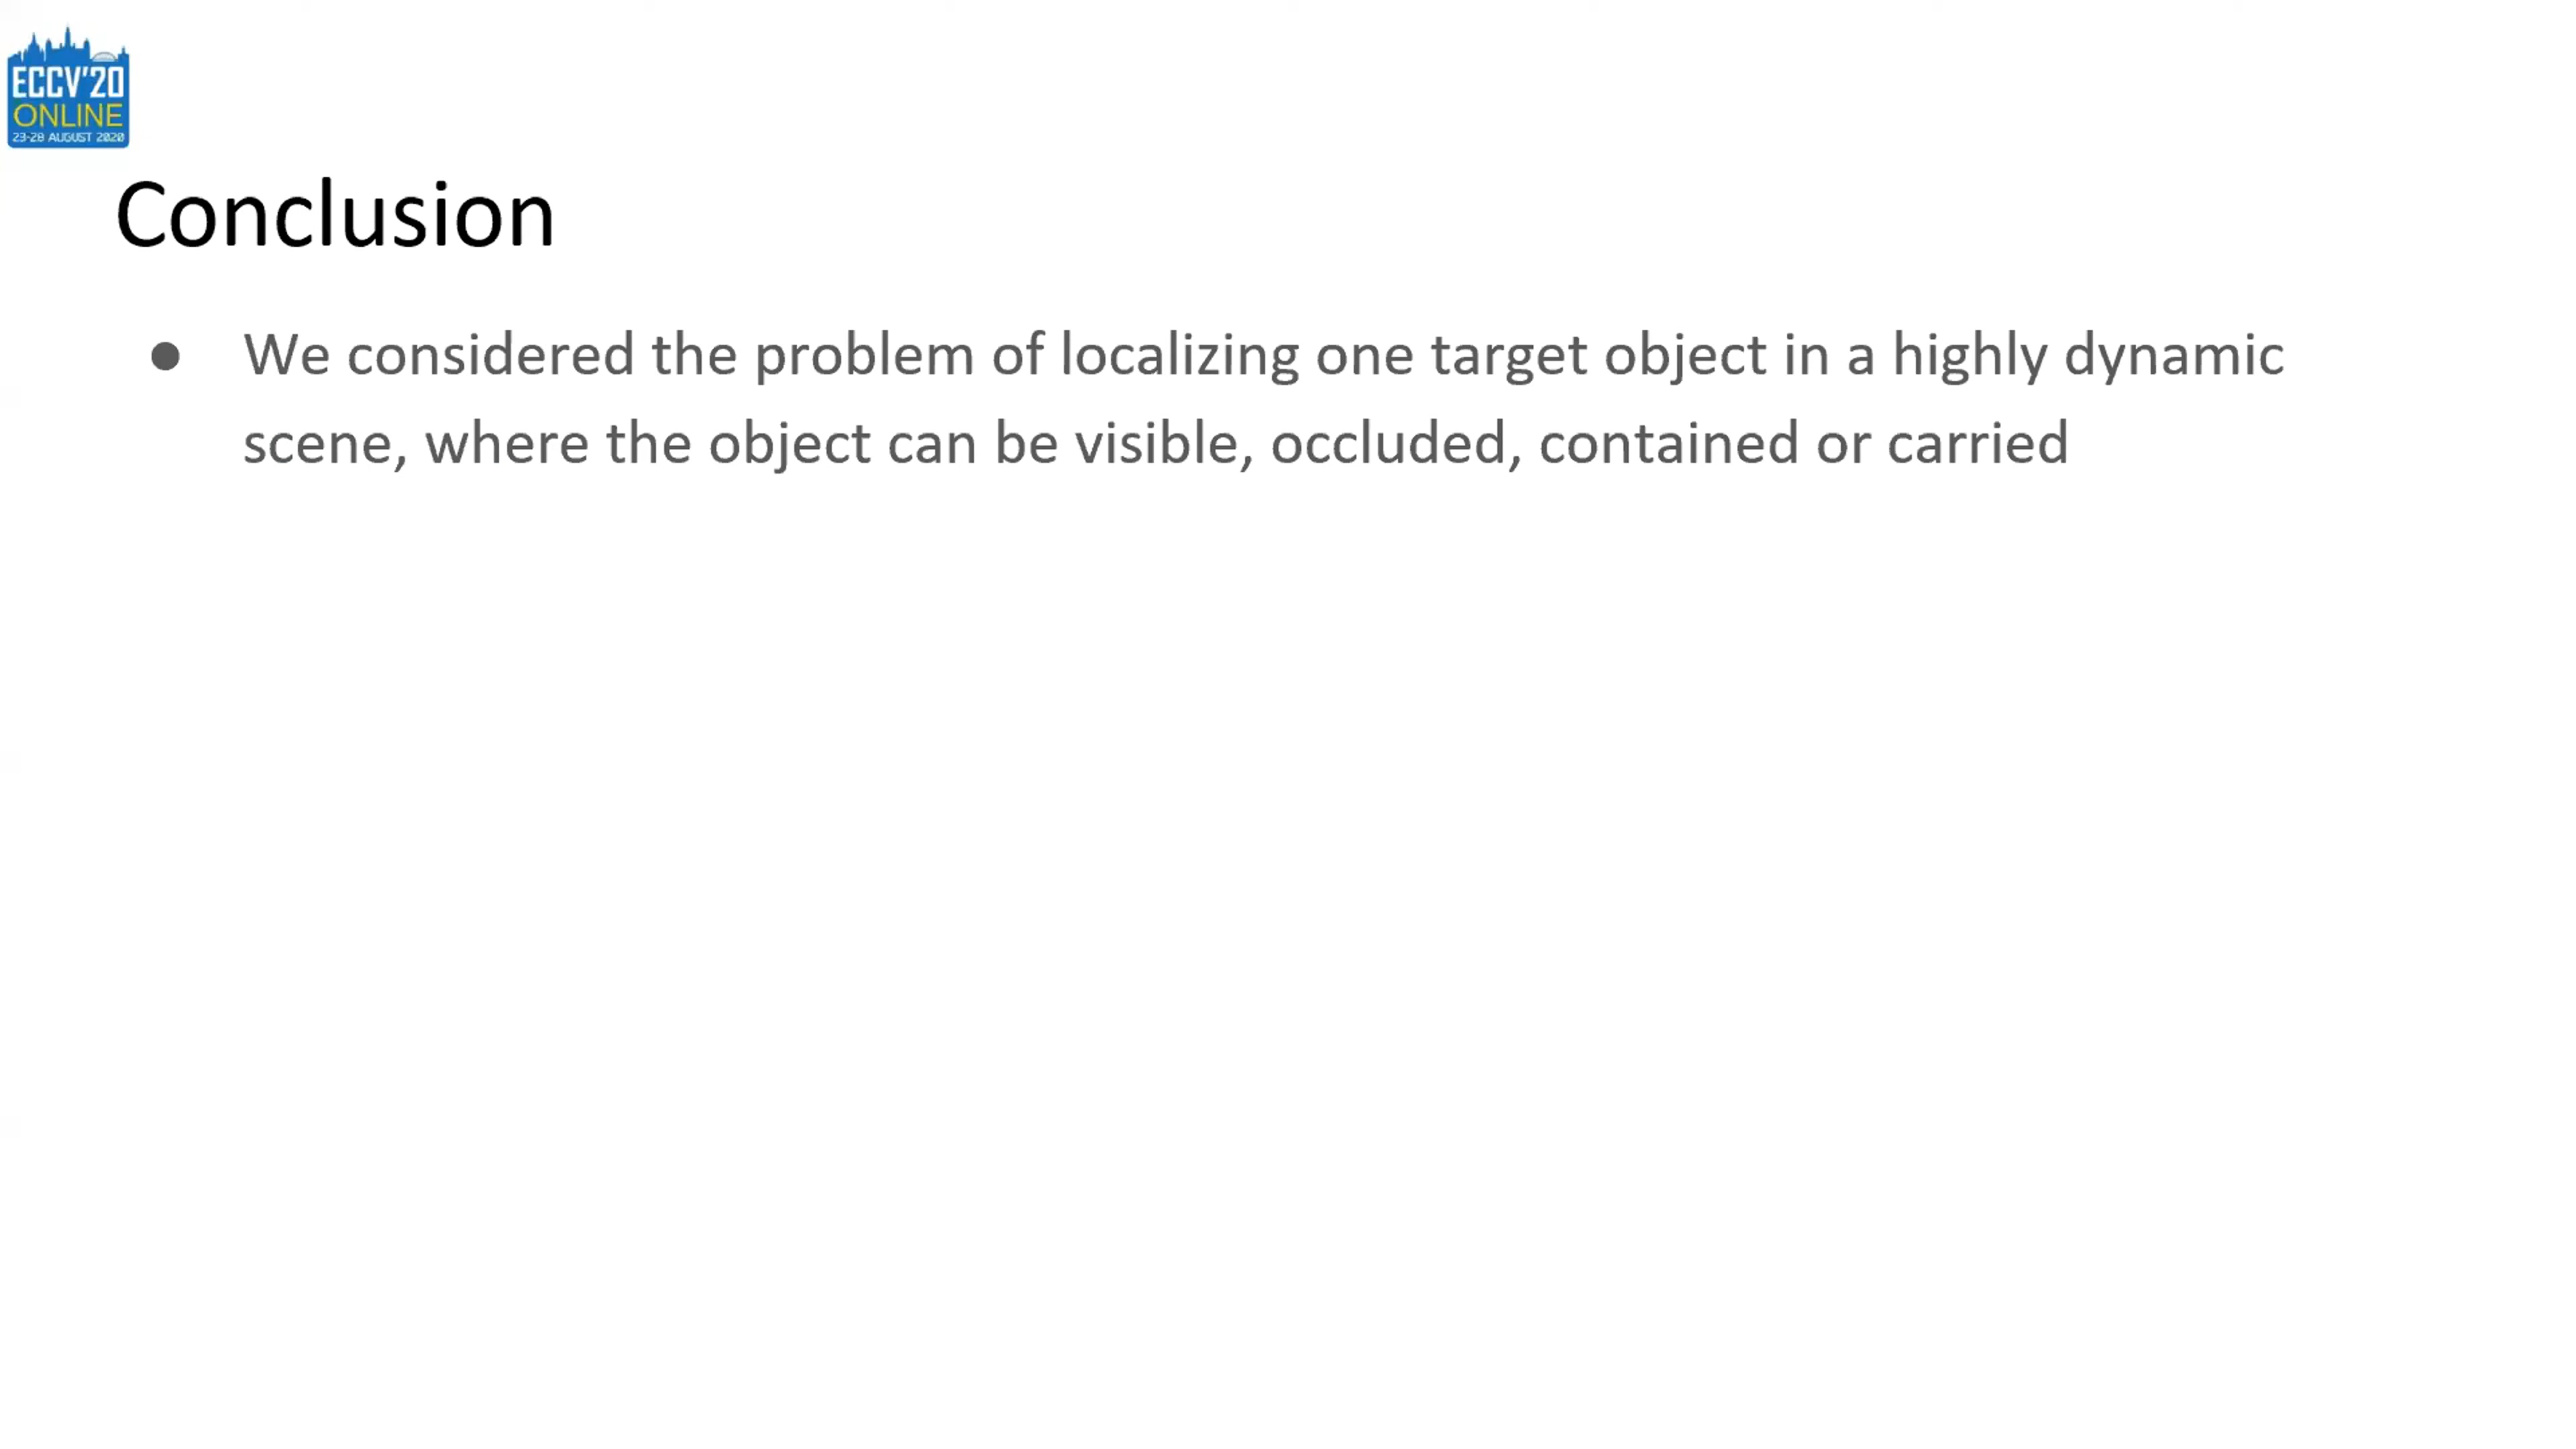 ECCV'20
ONLINE
23-28 AUGUST 2020
Conclusion
● We considered the problem of localizing one target object in a highly dynamic
scene, where the object can be visible, occluded, contained or carried